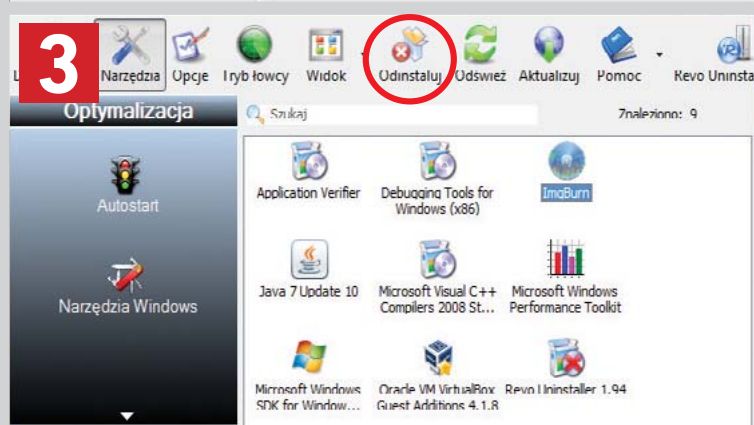 3
Narzędzia Opcje Tryb łowcy Widok Odinstaluj Odśwież Aktualizuj Pomoc Revo Uninsta
Optymalizacja
Szukaj
Znaleziono: 9
Autostart
Narzędzia Windows
Application Verifier
Debugging Tools for
Windows (x86)
ImgBurn
Java 7 Update 10
Microsoft Visual C++
Compilers 2008 St...
Microsoft Windows
Performance Toolkit
Microsoft Windows
SDK for Window...
Oracle VM VirtualBox
Guest Additions 4.1.8
Revo Uninstaller 1.94